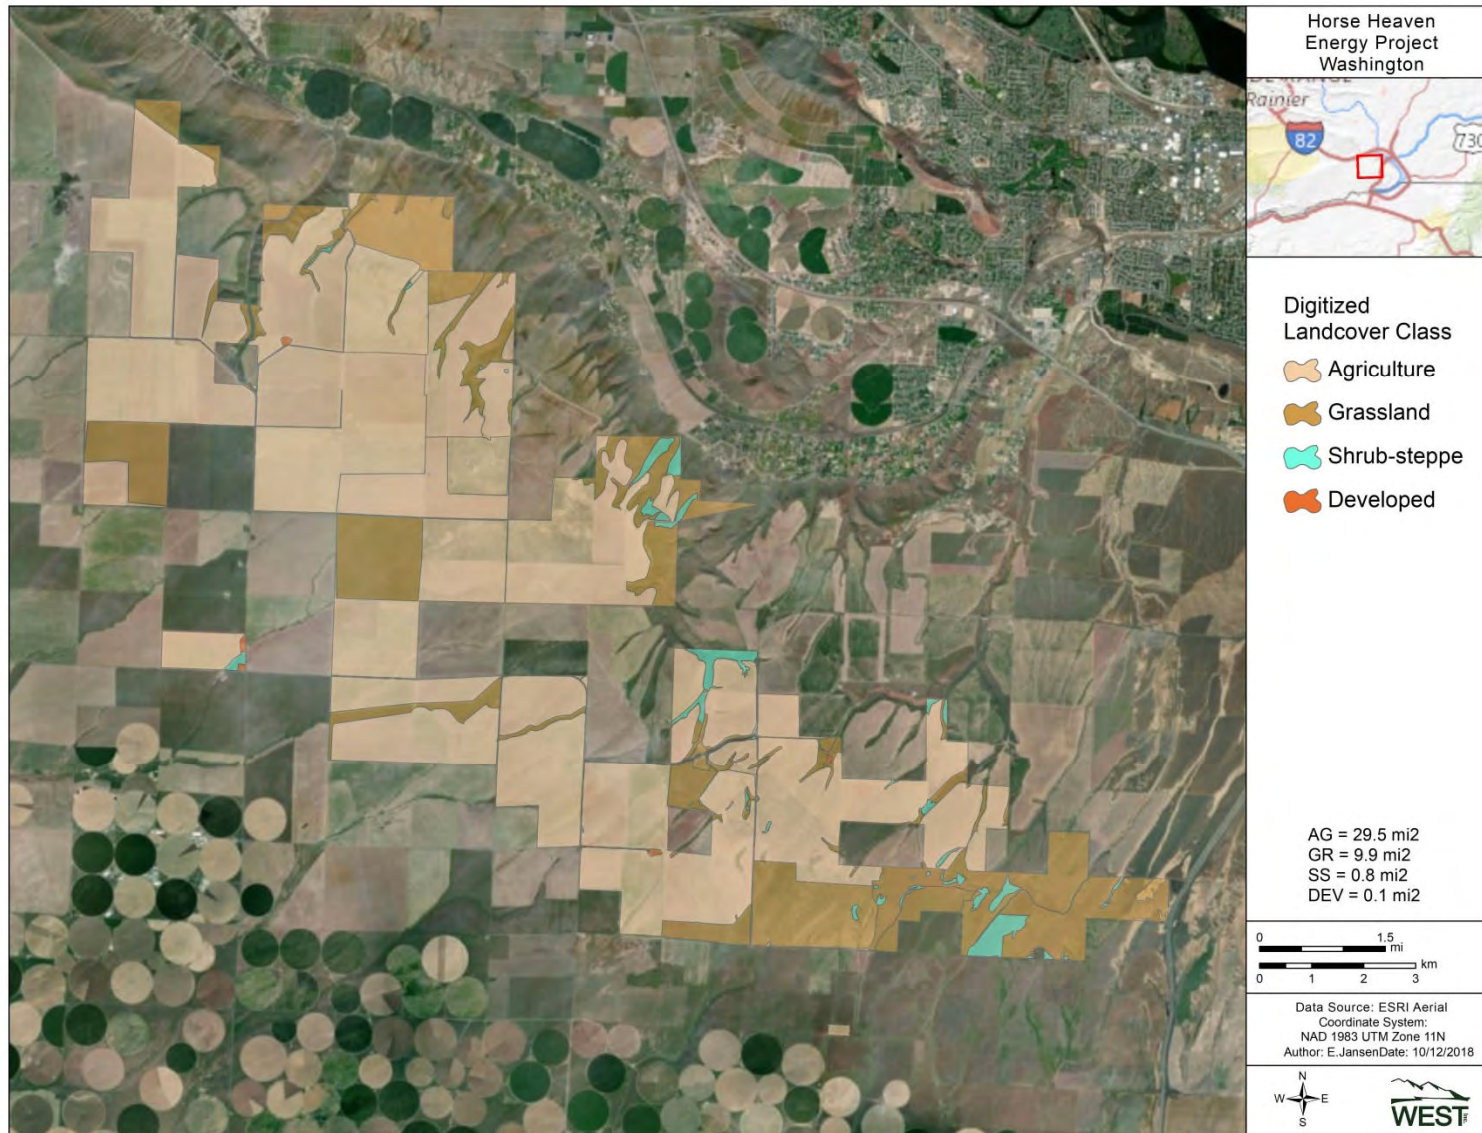 Horse Heaven
Energy Project
Washington
Rainier
82
730
Digitized
Landcover Class
Agriculture
Grassland
Shrub-steppe
Developed
AG = 29.5 mi2
GR = 9.9 mi2
SS = 0.8 mi2
DEV = 0.1 mi2
0 1.5
mi
km
0 1 2 3
Data Source: ESRI Aerial
Coordinate System:
NAD 1983 UTM Zone 11N
Author: E.JansenDate: 10/12/2018
N
W E
S
WEST